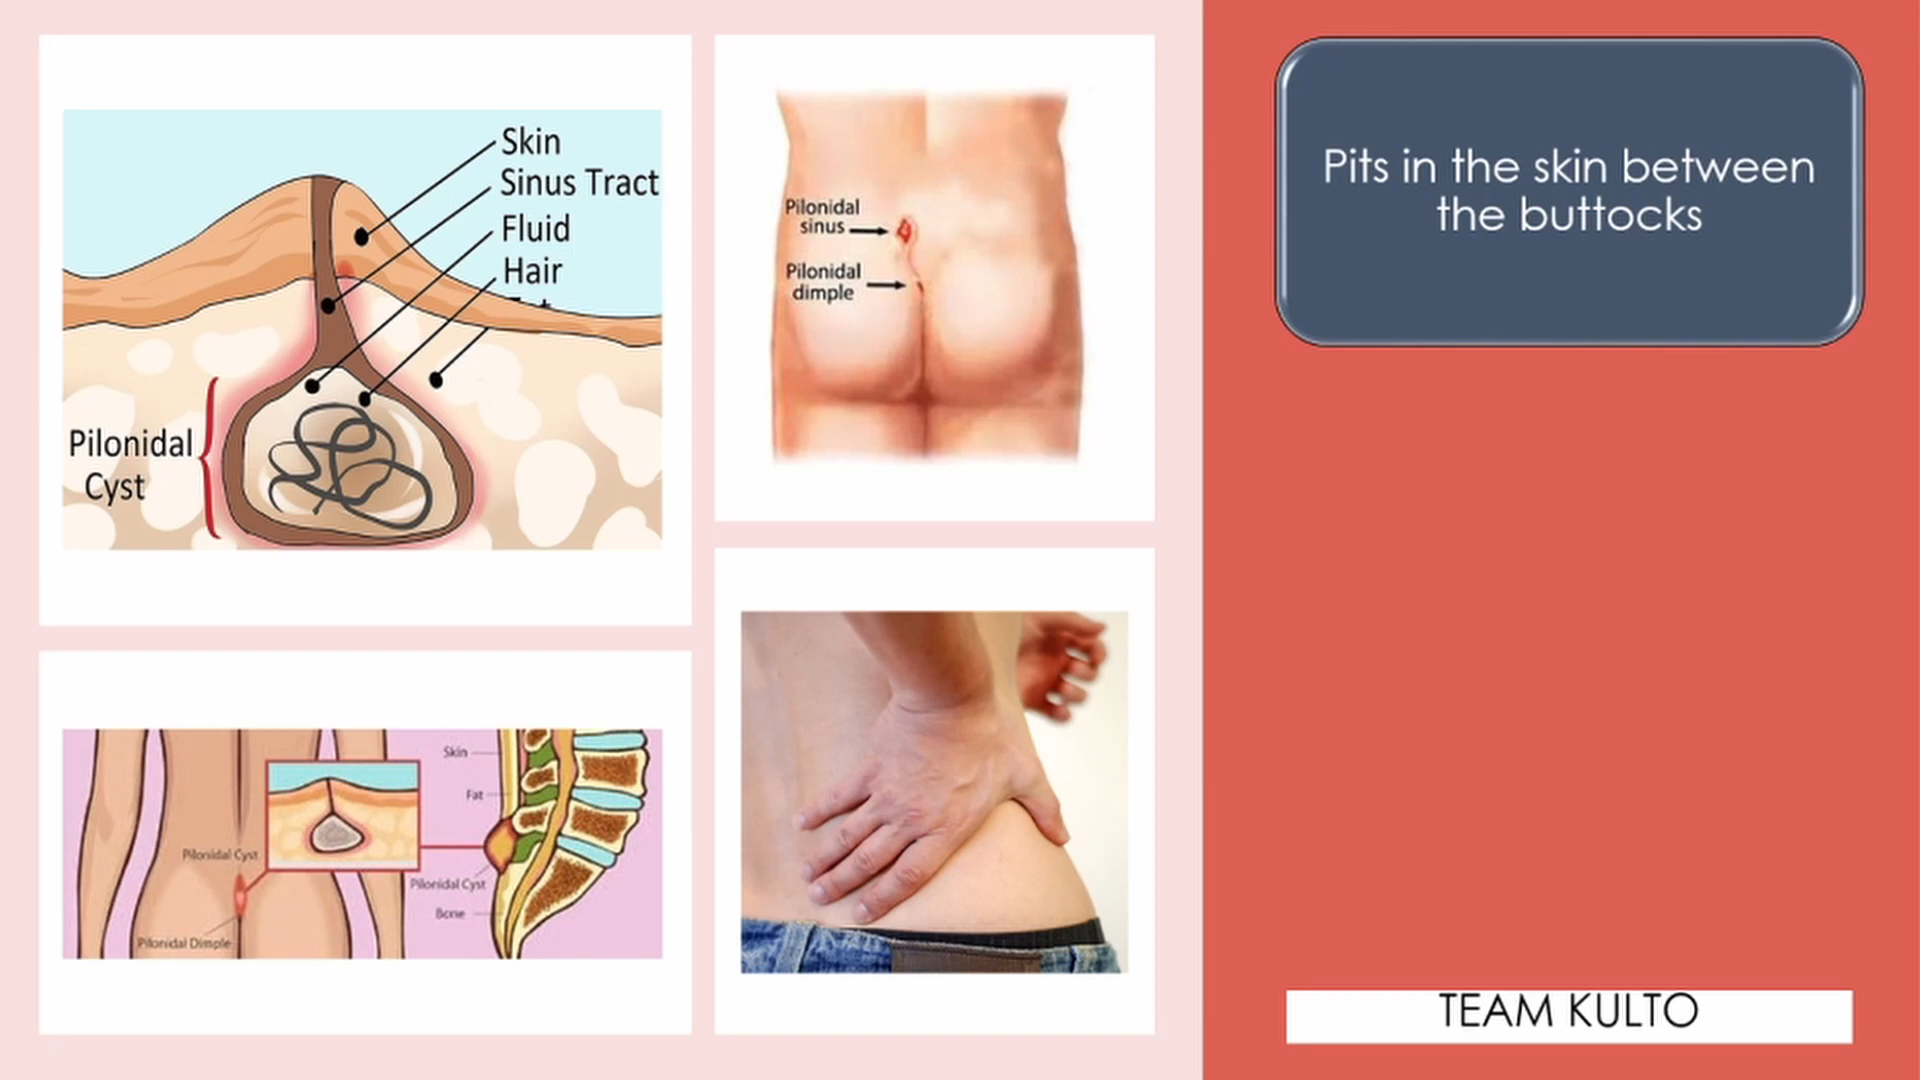 Skin
Sinus Tract
Fluid
Hair
Pilonidal
Cyst
Pilonidal
sinus
Pilonidal
dimple
Pits in the skin between
the buttocks
Skin
Fat
Pilonidal Cyst
Pilonidal Cyst
Bone
Pilonidal Dimple
TEAM KULTO